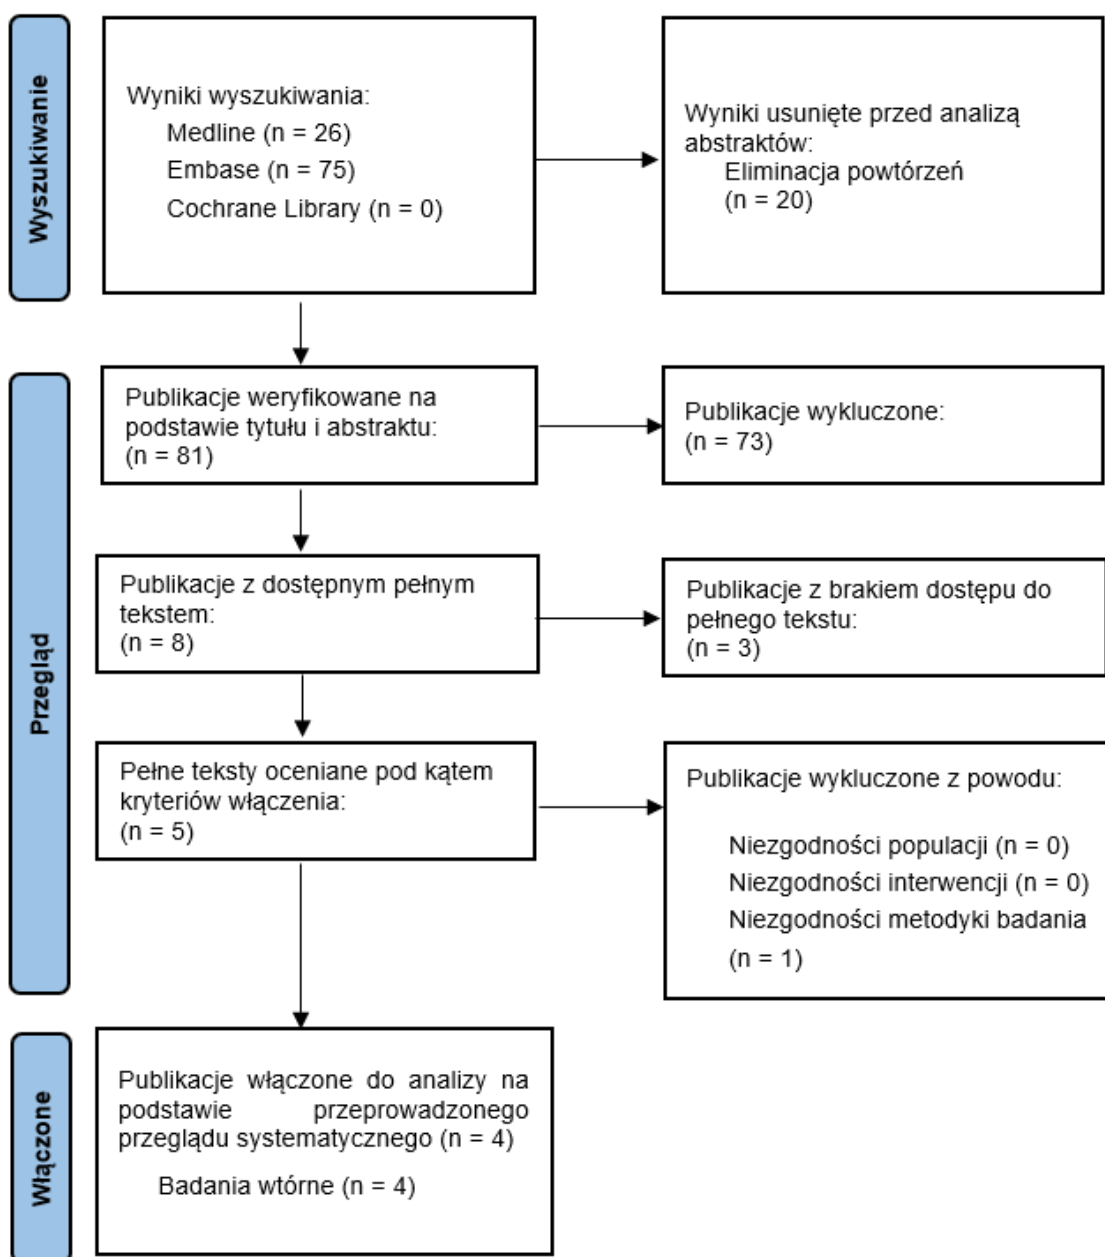 Wyszukiwanie
Wyniki wyszukiwania:
Medline (n = 26)
Embase (n = 75)
Cochrane Library (n = 0)
Wyniki usunięte przed analizą
abstraktów:
Eliminacja powtórzeń
(n = 20)
Przegląd
Publikacje weryfikowane na
podstawie tytułu i abstraktu:
(n = 81)
Publikacje wykluczone:
(n = 73)
Publikacje z dostępnym pełnym
tekstem:
(n = 8)
Publikacje z brakiem dostępu do
pełnego tekstu:
(n = 3)
Pełne teksty oceniane pod kątem
kryteriów włączenia:
(n = 5)
Publikacje wykluczone z powodu:
Niezgodności populacji (n = 0)
Niezgodności interwencji (n = 0)
Niezgodności metodyki badania
(n = 1)
Włączone
Publikacje włączone do analizy na
podstawie przeprowadzonego
przeglądu systematycznego (n = 4)
Badania wtórne (n = 4)